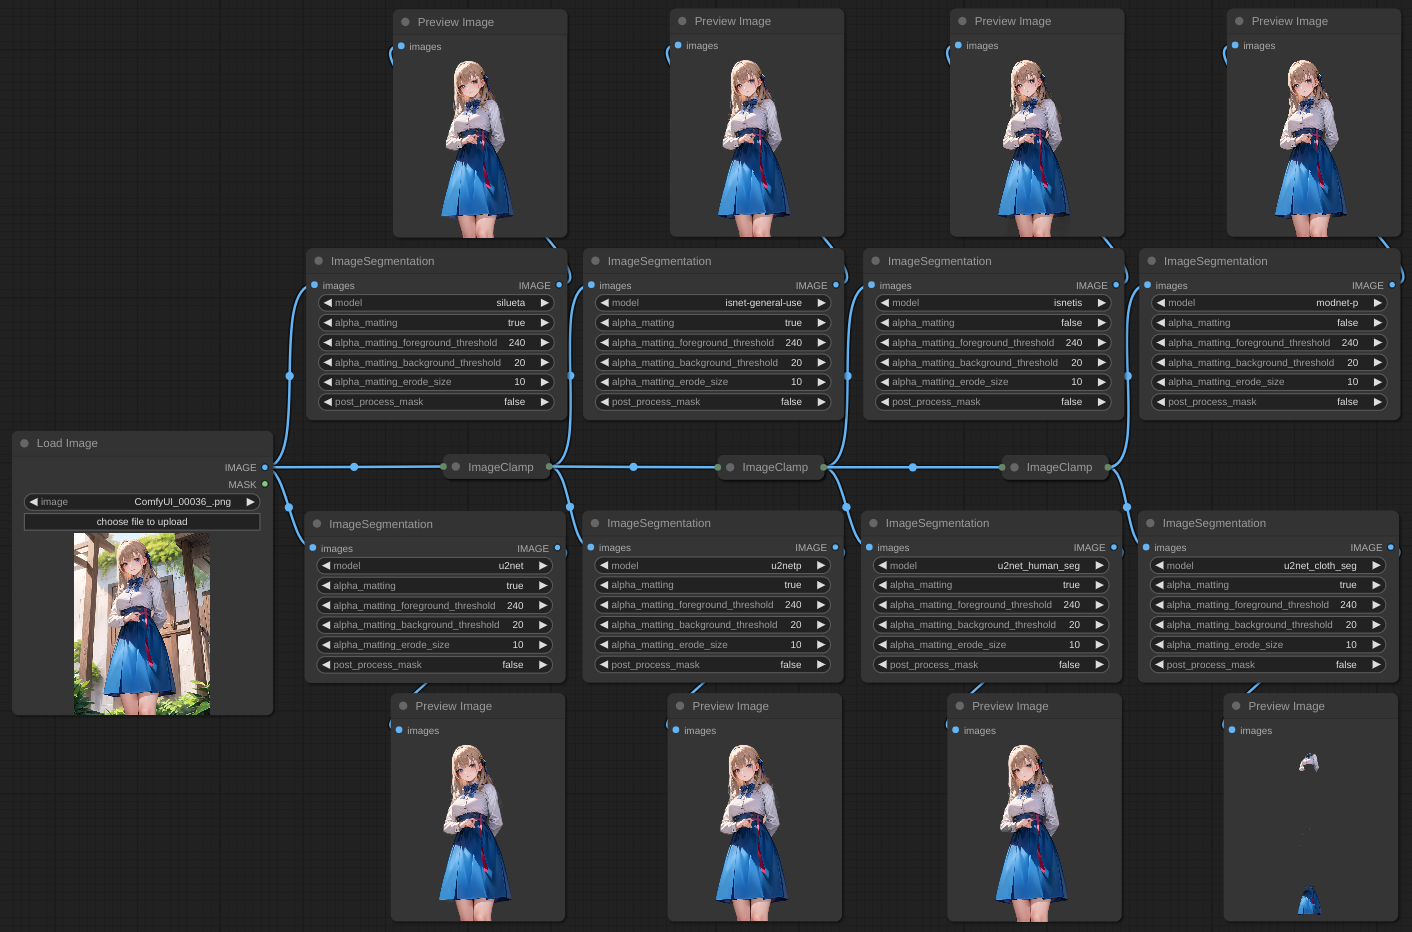 Preview Image
images
Preview Image
images
Preview Image
images
Preview Image
images
ImageSegmentation
images IMAGE
model silueta
alpha_matting true
alpha_matting_foreground_threshold 240
alpha_matting_background_threshold 20
alpha_matting_erode_size 10
post_process_mask false
ImageSegmentation
images IMAGE
model isnet-general-use
alpha_matting true
alpha_matting_foreground_threshold 240
alpha_matting_background_threshold 20
alpha_matting_erode_size 10
post_process_mask false
ImageSegmentation
images IMAGE
model isnetis
alpha_matting false
alpha_matting_foreground_threshold 240
alpha_matting_background_threshold 20
alpha_matting_erode_size 10
post_process_mask false
ImageSegmentation
images IMAGE
model modnet-p
alpha_matting false
alpha_matting_foreground_threshold 240
alpha_matting_background_threshold 20
alpha_matting_erode_size 10
post_process_mask false
Load Image
IMAGE
MASK
image ComfyUI_00036_.png
choose file to upload
ImageClamp
ImageClamp
ImageClamp
ImageSegmentation
images IMAGE
model u2net
alpha_matting true
alpha_matting_foreground_threshold 240
alpha_matting_background_threshold 20
alpha_matting_erode_size 10
post_process_mask false
ImageSegmentation
images IMAGE
model u2netp
alpha_matting true
alpha_matting_foreground_threshold 240
alpha_matting_background_threshold 20
alpha_matting_erode_size 10
post_process_mask false
ImageSegmentation
images IMAGE
model u2net_human_seg
alpha_matting true
alpha_matting_foreground_threshold 240
alpha_matting_background_threshold 20
alpha_matting_erode_size 10
post_process_mask false
ImageSegmentation
images IMAGE
model u2net_cloth_seg
alpha_matting true
alpha_matting_foreground_threshold 240
alpha_matting_background_threshold 20
alpha_matting_erode_size 10
post_process_mask false
Preview Image
images
Preview Image
images
Preview Image
images
Preview Image
images